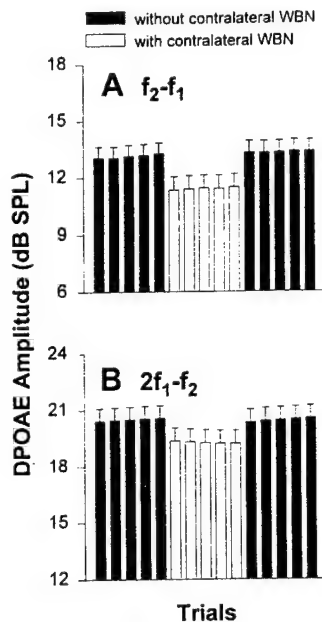 without contralateral WBN
with contralateral WBN
A f₂-f₁
15
13
12
9
6
DPOAE Amplitude (dB SPL)
B 2f₁-f₂
24
21
18
15
12
Trials